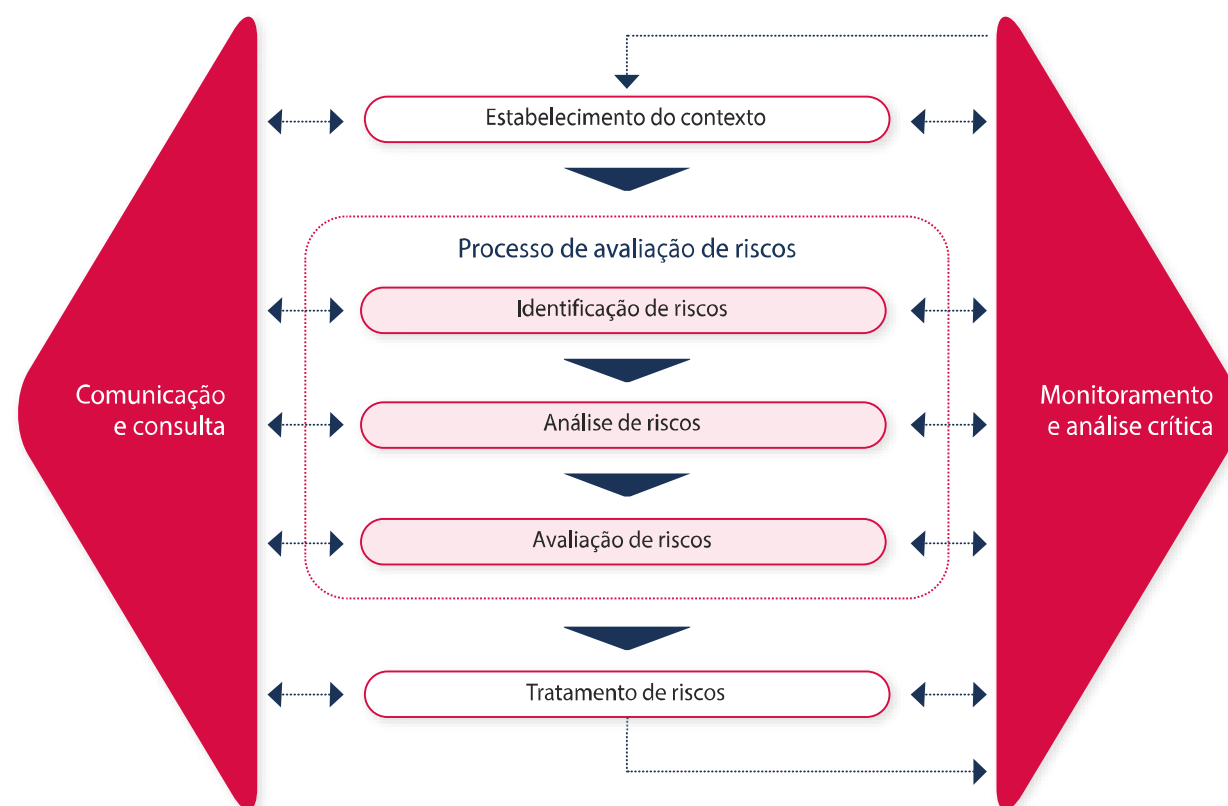 Estabelecimento do contexto
Processo de avaliação de riscos
Identificação de riscos
Comunicação
e consulta
Análise de riscos
Monitoramento
e análise crítica
Avaliação de riscos
Tratamento de riscos